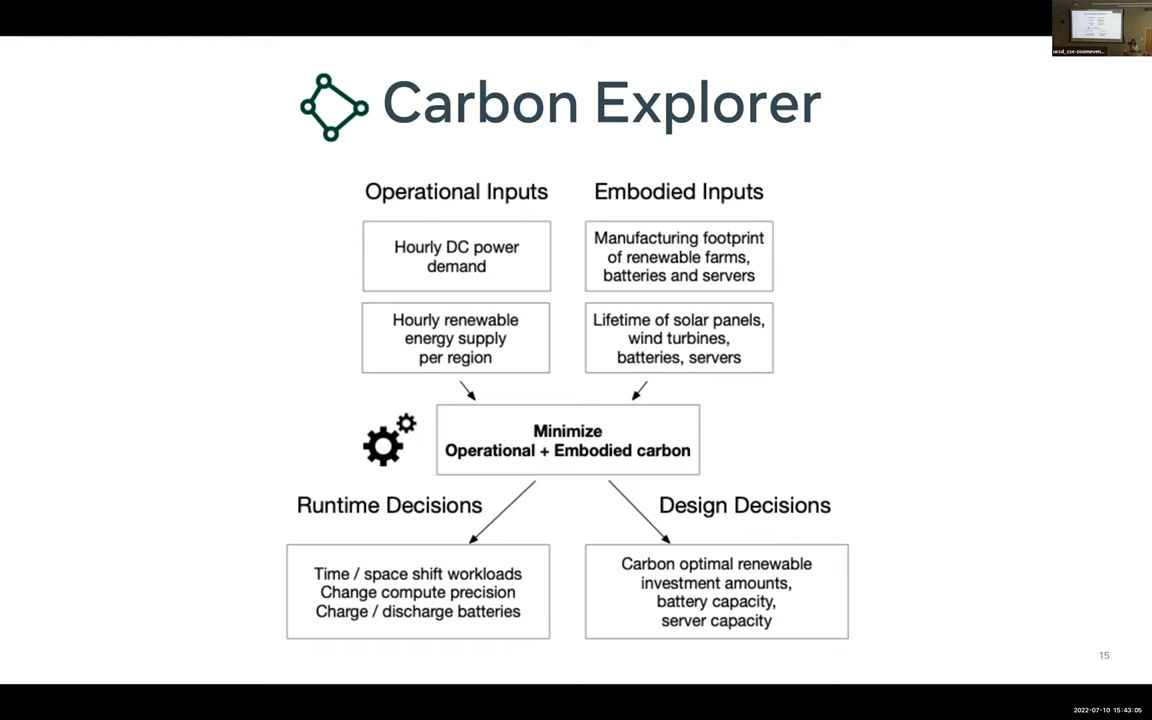 ucsd_cse-zoomeven...
Carbon Explorer
Operational Inputs
Embodied Inputs
Hourly DC power
demand
Manufacturing footprint
of renewable farms,
batteries and servers
Hourly renewable
energy supply
per region
Lifetime of solar panels,
wind turbines,
batteries, servers
Minimize
Operational + Embodied carbon
Runtime Decisions
Design Decisions
Time / space shift workloads
Change compute precision
Charge / discharge batteries
Carbon optimal renewable
investment amounts,
battery capacity,
server capacity
15
2022-07-10 15:43:05